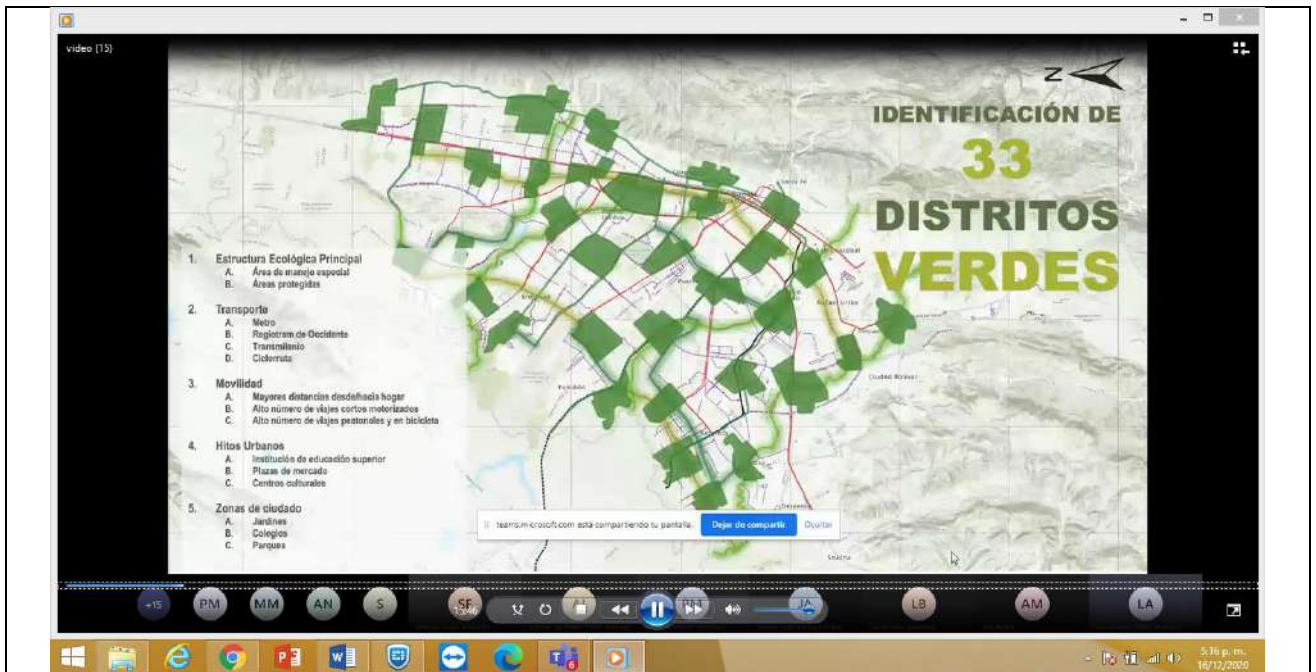 video (15)
Z
IDENTIFICACIÓN DE
33
DISTRITOS
VERDES
1. Estructura Ecológica Principal
A. Área de manejo especial
B. Áreas protegidas
2. Transporte
A. Metro
B. Regiotram de Occidente
C. Transmilenio
D. Ciclorruta
3. Movilidad
A. Mayores distancias desde/hacia hogar
B. Alto número de viajes cortos motorizados
C. Alto número de viajes peatonales y en bicicleta
4. Hitos Urbanos
A. Institución de educación superior
B. Plazas de mercado
C. Centros culturales
5. Zonas de ciudado
A. Jardines
B. Colegios
C. Parques
Ciudad Bolívar
teams.microsoft.com está compartiendo tu pantalla.
Dejar de compartir
Ocultar
+15
PM
MM
AN
S
SF
JA
LB
AM
LA
5:16 p. m.
16/12/2020